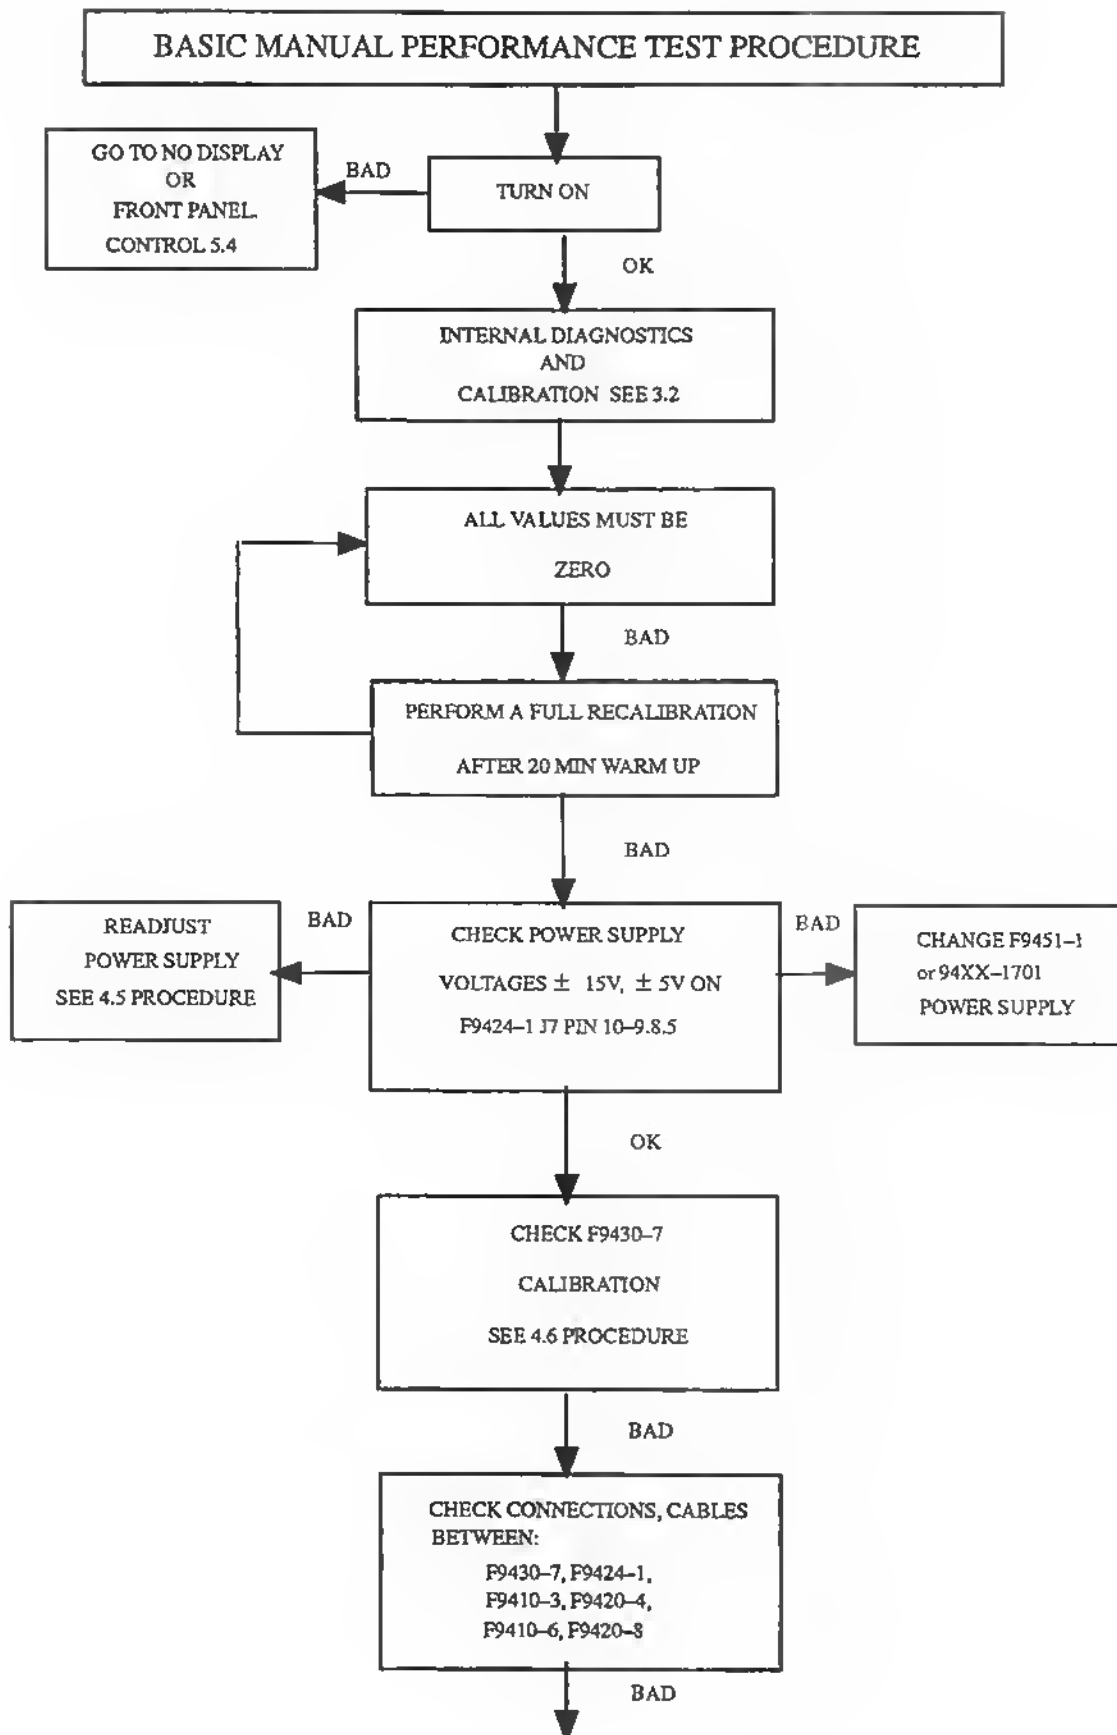 BASIC MANUAL PERFORMANCE TEST PROCEDURE
GO TO NO DISPLAY
OR
FRONT PANEL.
CONTROL 5.4
BAD
TURN ON
OK
INTERNAL DIAGNOSTICS
AND
CALIBRATION SEE 3.2
ALL VALUES MUST BE
ZERO
BAD
PERFORM A FULL RECALIBRATION
AFTER 20 MIN WARM UP
BAD
READJUST
POWER SUPPLY
SEE 4.5 PROCEDURE
BAD
CHECK POWER SUPPLY
VOLTAGES ± 15V, ± 5V ON
F9424–1 J7 PIN 10–9.8.5
BAD
CHANGE F9451–1
or 94XX–1701
POWER SUPPLY
OK
CHECK F9430–7
CALIBRATION
SEE 4.6 PROCEDURE
BAD
CHECK CONNECTIONS, CABLES
BETWEEN:
F9430–7, F9424–1,
F9410–3, F9420–4,
F9410–6, F9420–8
BAD